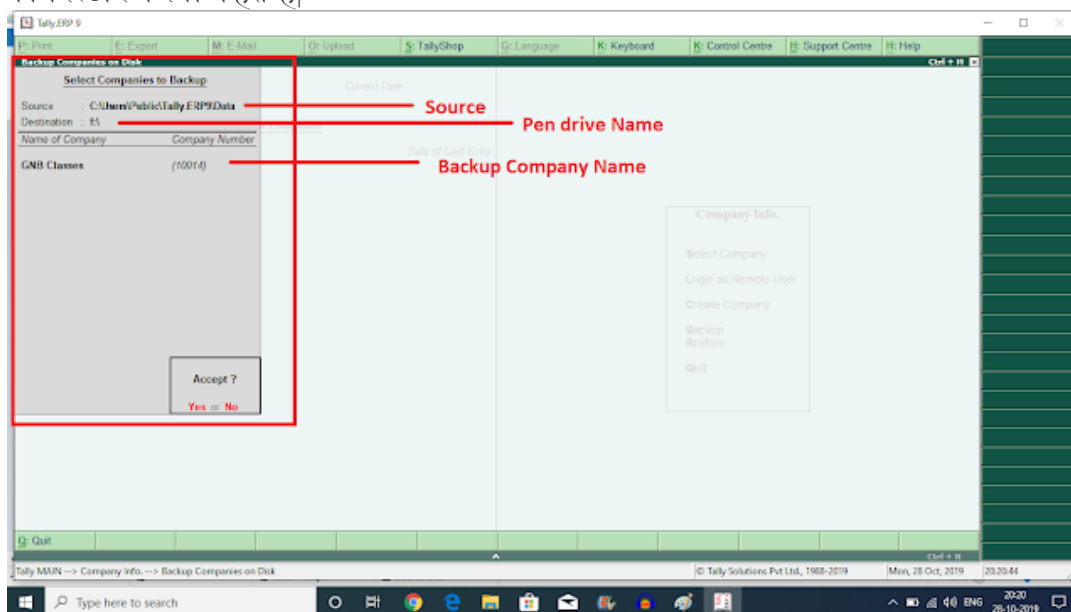 Tally.ERP 9
P: Print E: Export M: E-Mail O: Upload S: TallyShop G: Language K: Keyboard K: Control Centre H: Support Centre H: Help
Backup Companies on Disk Ctrl + M
Select Companies to Backup
Current Date
Source : C:\Users\Public\Tally.ERP9\Data
Source
Destination : f:\
Pen drive Name
Name of Company Company Number
Date of Last Entry
GNB Classes (10014)
Backup Company Name
Company Info.
Select Company
Login as Remote User
Create Company
Backup
Restore
Quit
Accept ?
Yes or No
Q: Quit
Ctrl + N
Tally MAIN --> Company Info. --> Backup Companies on Disk © Tally Solutions Pvt Ltd., 1988-2019 Mon, 28 Oct, 2019 20:20:44
Type here to search
ENG 20:20
28-10-2019